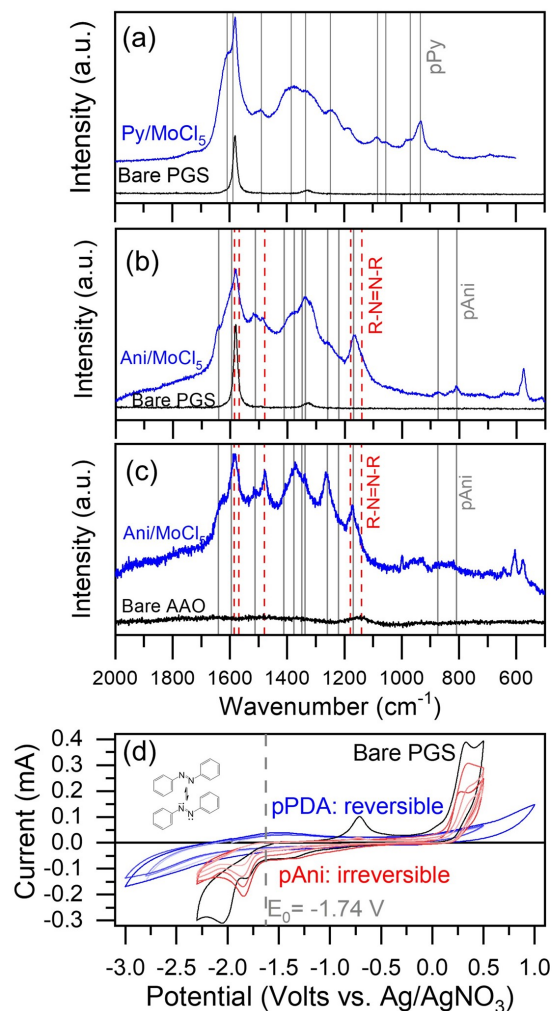 (a)
Intensity (a.u.)
Py/MoCl5
Bare PGS
pPy
(b)
Intensity (a.u.)
Ani/MoCl5
Bare PGS
R-N=N-R
pAni
(c)
Intensity (a.u.)
Ani/MoCl5
Bare AAO
R-N=N-R
pAni
2000 1800 1600 1400 1200 1000 800 600
Wavenumber (cm-1)
(d)
Current (mA)
0.4
0.3
0.2
0.1
0.0
-0.1
-0.2
-0.3
N
N
N
N
Bare PGS
pPDA: reversible
pAni: irreversible
E0= -1.74 V
-3.0 -2.5 -2.0 -1.5 -1.0 -0.5 0.0 0.5 1.0
Potential (Volts vs. Ag/AgNO3)